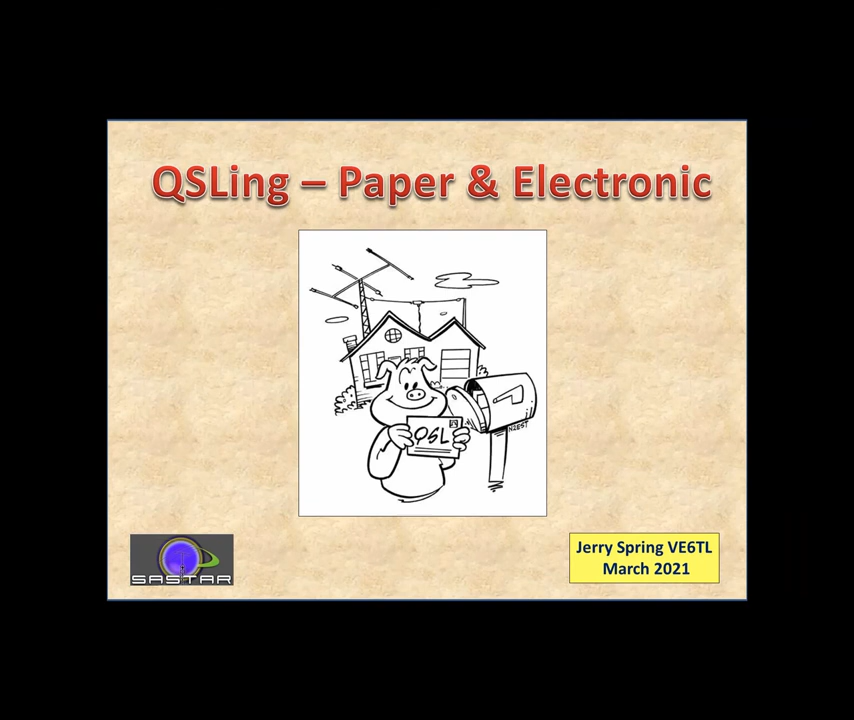 QSLing – Paper & Electronic
QSL
N2EST
SASTAR
Jerry Spring VE6TL
March 2021